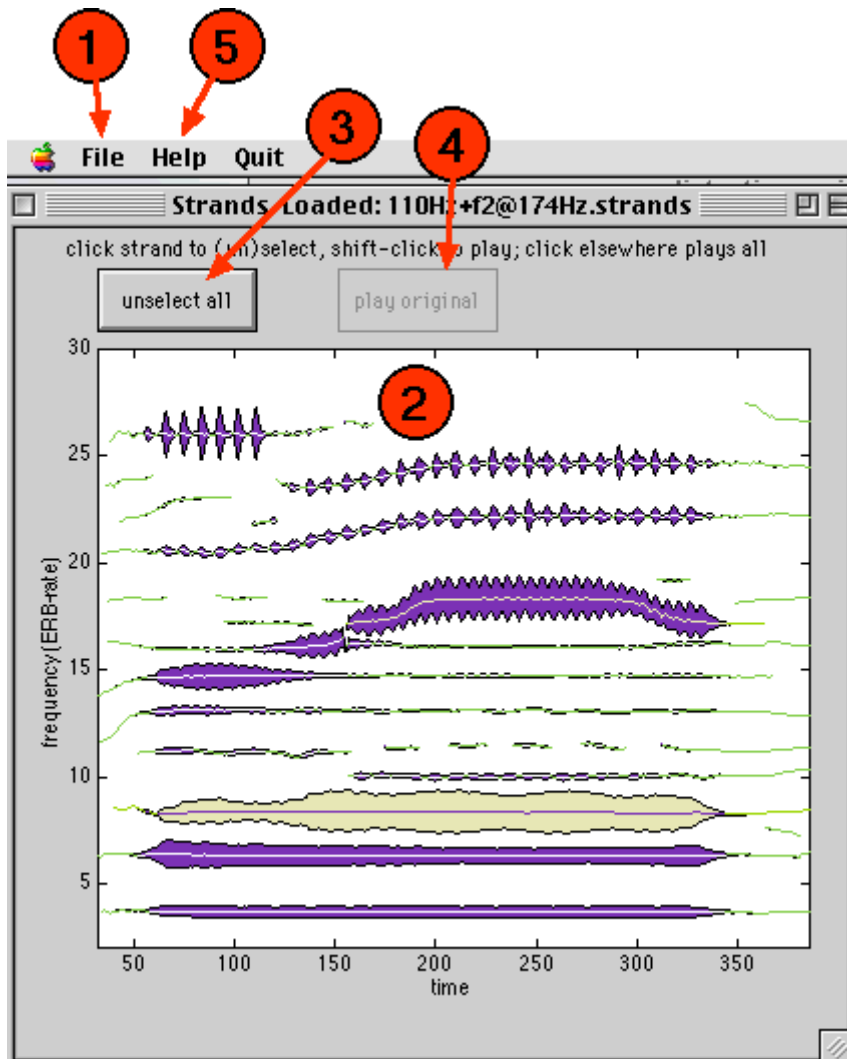 1
5
3
4
File Help Quit
Strands Loaded: 110Hz+f2@174Hz.strands
click strand to (un)select, shift-click to play; click elsewhere plays all
unselect all
play original
2
30
25
20
15
10
5
frequency(ERB-rate)
50 100 150 200 250 300 350
time